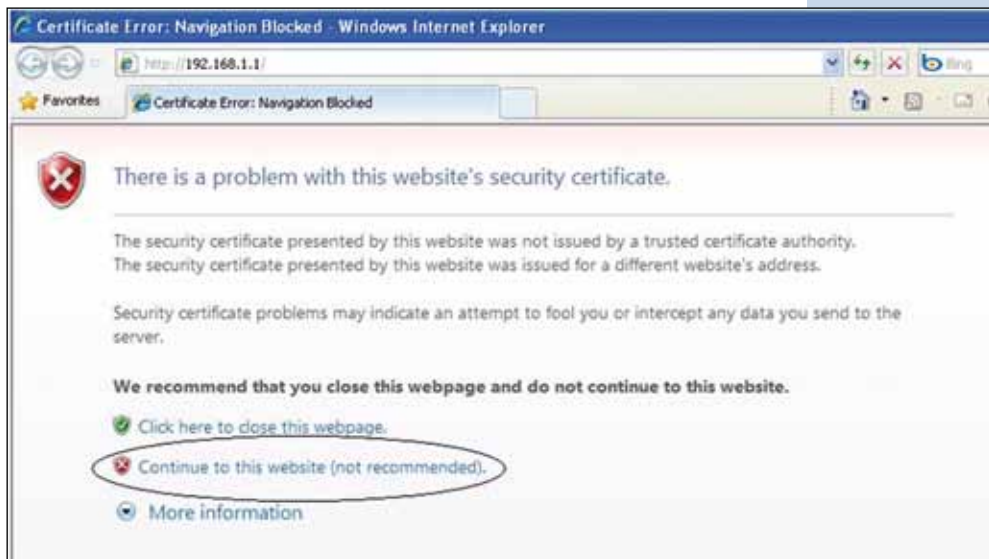 Certificate Error: Navigation Blocked - Windows Internet Explorer
http://192.168.1.1/
Bing
Favorites
Certificate Error: Navigation Blocked
There is a problem with this website's security certificate.
The security certificate presented by this website was not issued by a trusted certificate authority.
The security certificate presented by this website was issued for a different website's address.
Security certificate problems may indicate an attempt to fool you or intercept any data you send to the
server.
We recommend that you close this webpage and do not continue to this website.
Click here to close this webpage.
Continue to this website (not recommended).
More information